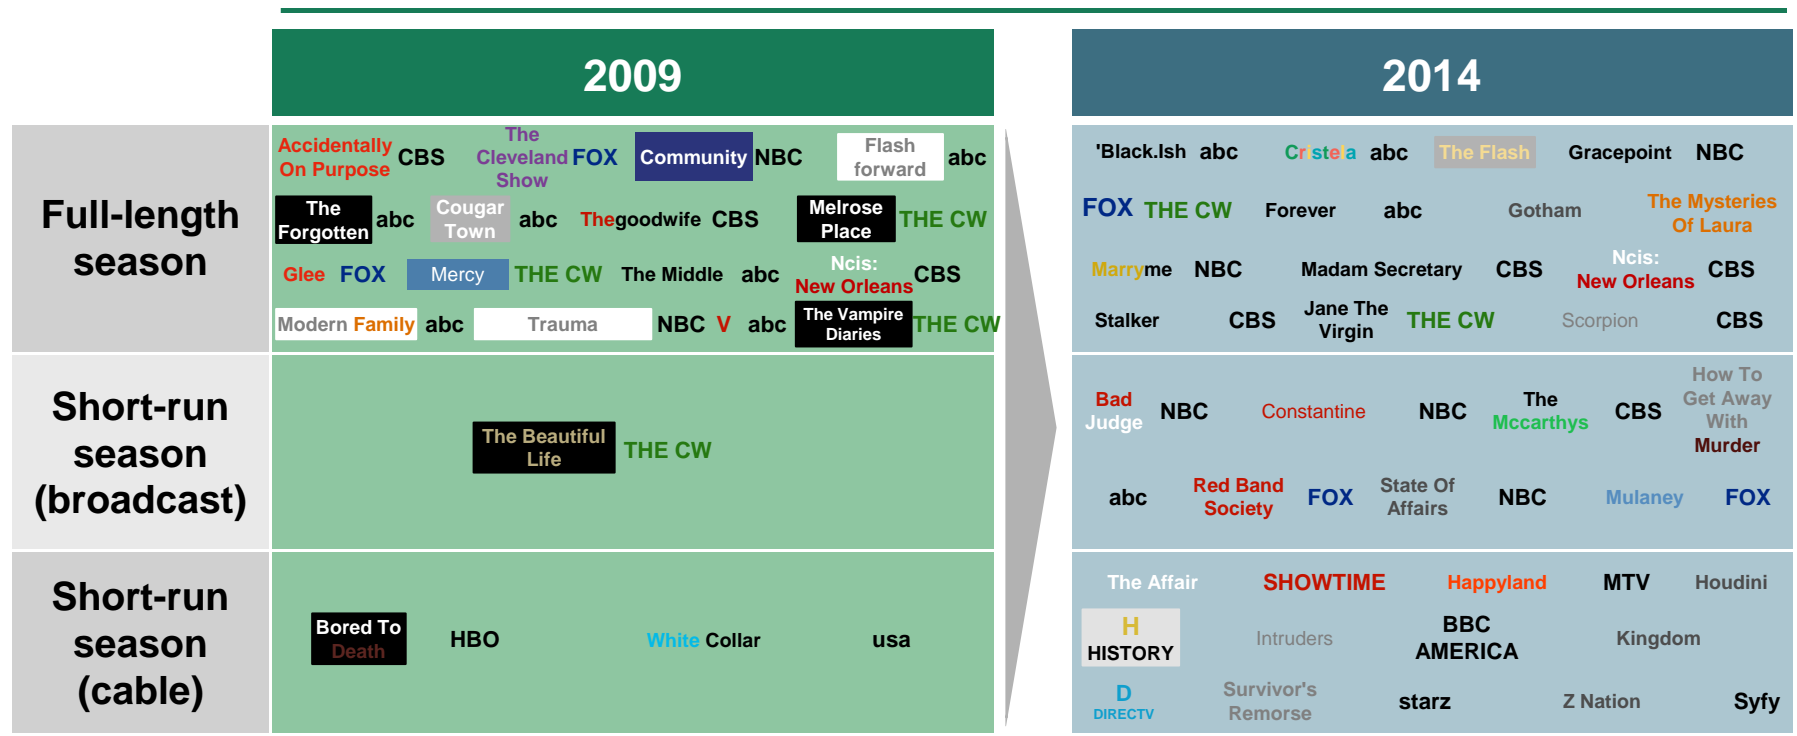 2009
2014
Full-length
season
Accidentally
On Purpose
CBS
The
Cleveland
Show
FOX
Community
NBC
Flash
forward
abc
The
Forgotten
abc
Cougar
Town
abc
Thegoodwife
CBS
Melrose
Place
THE CW
Glee
FOX
Mercy
THE CW
The Middle
abc
Ncis:
New Orleans
CBS
Modern Family
abc
Trauma
NBC
V
abc
The Vampire
Diaries
THE CW
'Black.Ish
abc
Cristela
abc
The Flash
Gracepoint
NBC
FOX
THE CW
Forever
abc
Gotham
The Mysteries
Of Laura
Marryme
NBC
Madam Secretary
CBS
Ncis:
New Orleans
CBS
Stalker
CBS
Jane The
Virgin
THE CW
Scorpion
CBS
Short-run
season
(broadcast)
The Beautiful
Life
THE CW
Bad
Judge
NBC
Constantine
NBC
The
Mccarthys
CBS
How To
Get Away
With
Murder
abc
Red Band
Society
FOX
State Of
Affairs
NBC
Mulaney
FOX
Short-run
season
(cable)
Bored To
Death
HBO
White Collar
usa
The Affair
SHOWTIME
Happyland
MTV
Houdini
H
HISTORY
Intruders
BBC
AMERICA
Kingdom
D
DIRECTV
Survivor's
Remorse
starz
Z Nation
Syfy